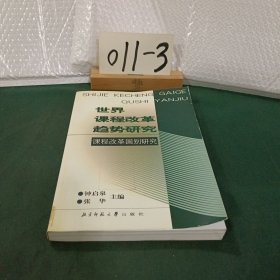 011-3
SHIJIE KECHENG GAIGE
QUSHI YANJIU
世界
课程改革
趋势研究
课程改革国别研究
钟启泉
张华 主编
北京师范大学出版社